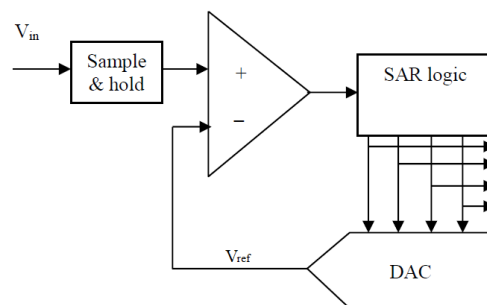 Vin
Sample
& hold
+
−
SAR logic
Vref
DAC